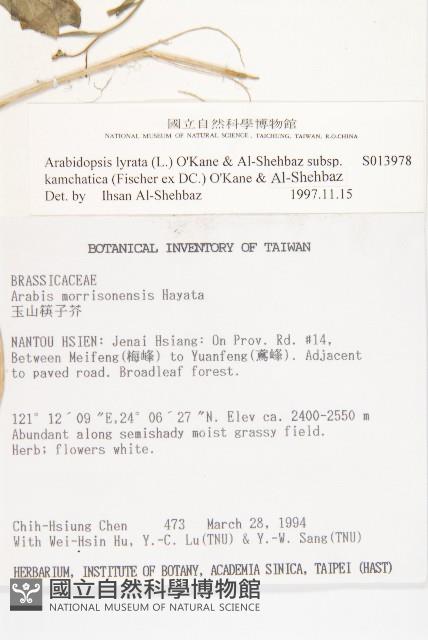 國立自然科學博物館
NATIONAL MUSEUM OF NATURAL SCIENCE, TAICHUNG, TAIWAN, R.O.CHINA
Arabidopsis lyrata (L.) O'Kane & Al-Shehbaz subsp. S013978
kamchatica (Fischer ex DC.) O'Kane & Al-Shehbaz
Det. by Ihsan Al-Shehbaz 1997.11.15
BOTANICAL INVENTORY OF TAIWAN
BRASSICACEAE
Arabis morrisonensis Hayata
玉山筷子芥
NANTOU HSIEN: Jenai Hsiang: On Prov. Rd. #14,
Between Meifeng(梅峰) to Yuanfeng(鳶峰). Adjacent
to paved road. Broadleaf forest.
121° 12´09 "E,24° 06´27 "N. Elev ca. 2400-2550 m
Abundant along semishady moist grassy field.
Herb; flowers white.
Chih-Hsiung Chen 473 March 28, 1994
With Wei-Hsin Hu, Y.-C. Lu(TNU) & Y.-W. Sang(TNU)
HERBARIUM, INSTITUTE OF BOTANY, ACADEMIA SINICA, TAIPEI (HAST)
國立自然科學博物館
NATIONAL MUSEUM OF NATURAL SCIENCE